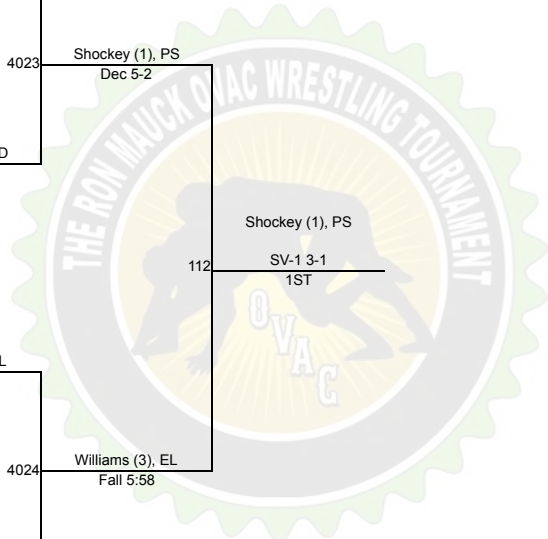 4023
Shockey (1), PS
Dec 5-2
D
THE RON MAUCK OVAC WRESTLING TOURNAMENT
Shockey (1), PS
112
SV-1 3-1
1ST
OVAC
L
4024
Williams (3), EL
Fall 5:58